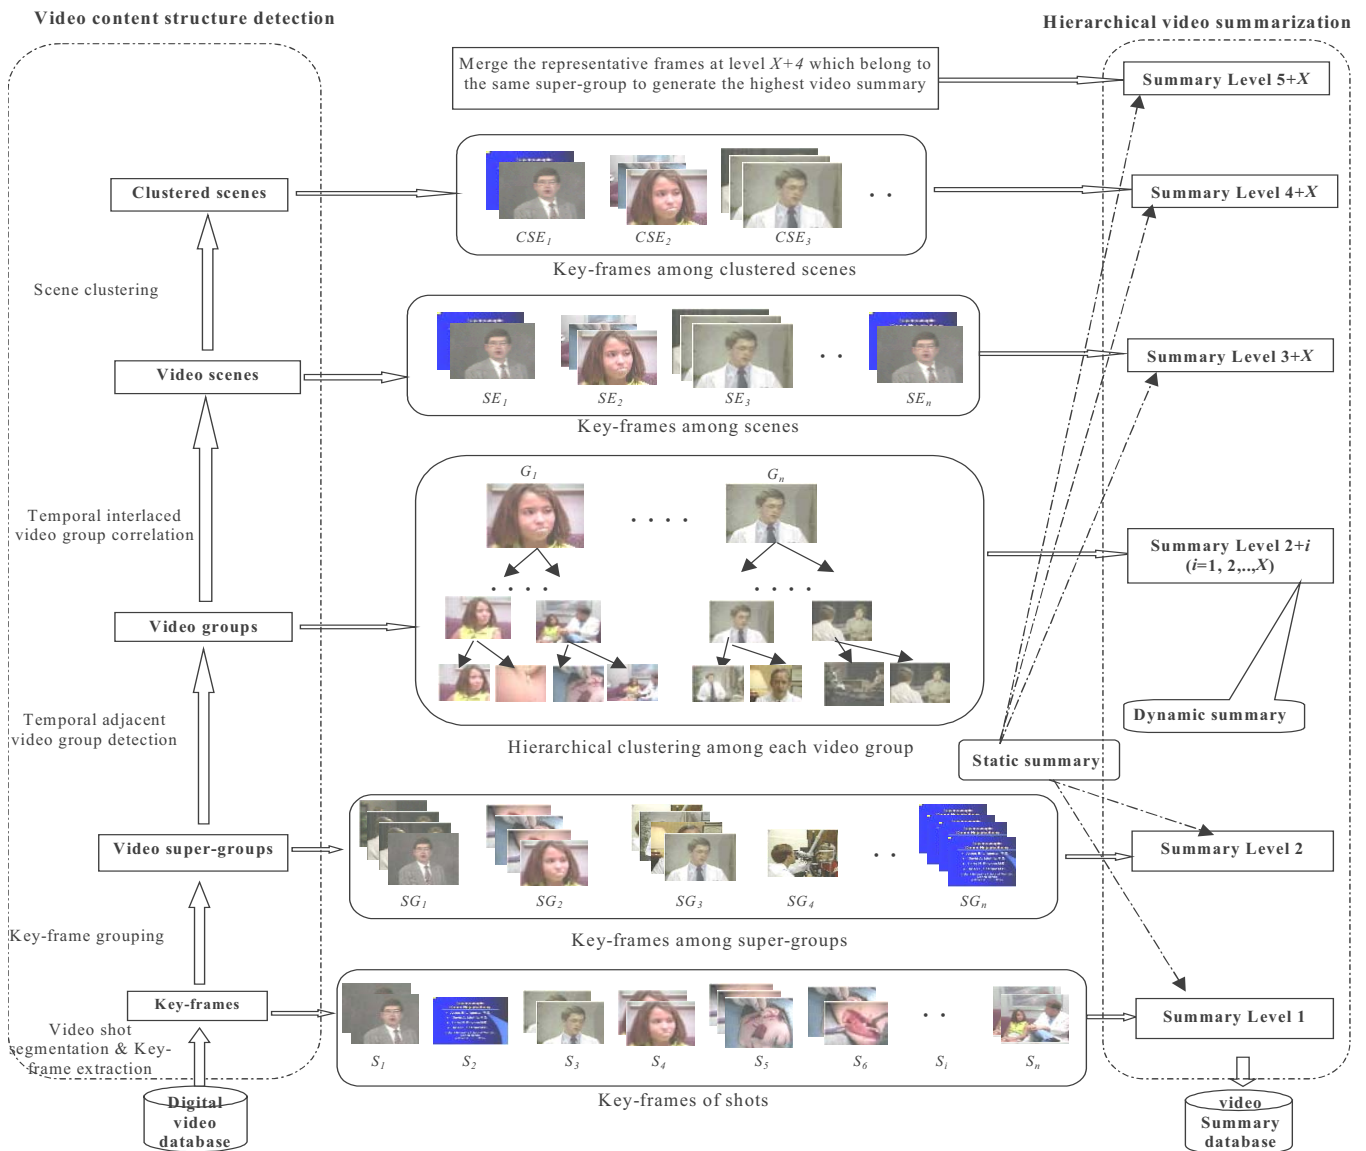 Video content structure detection
Hierarchical video summarization
Merge the representative frames at level X+4 which belong to
the same super-group to generate the highest video summary
Summary Level 5+X
Clustered scenes
CSE1
CSE2
CSE3
. .
Key-frames among clustered scenes
Summary Level 4+X
Scene clustering
Video scenes
SE1
SE2
SE3
. .
SEn
Key-frames among scenes
Summary Level 3+X
Temporal interlaced
video group correlation
G1
. . . .
Gn
. . . .
. . . .
Summary Level 2+i
(i=1, 2,..,X)
Video groups
Hierarchical clustering among each video group
Dynamic summary
Static summary
Temporal adjacent
video group detection
Video super-groups
SG1
SG2
SG3
SG4
. .
SGn
Key-frames among super-groups
Summary Level 2
Key-frame grouping
Key-frames
S1
S2
S3
S4
S5
S6
. .
Si
Sn
Key-frames of shots
Summary Level 1
Video shot
segmentation & Key-
frame extraction
Digital
video
database
video
Summary
database